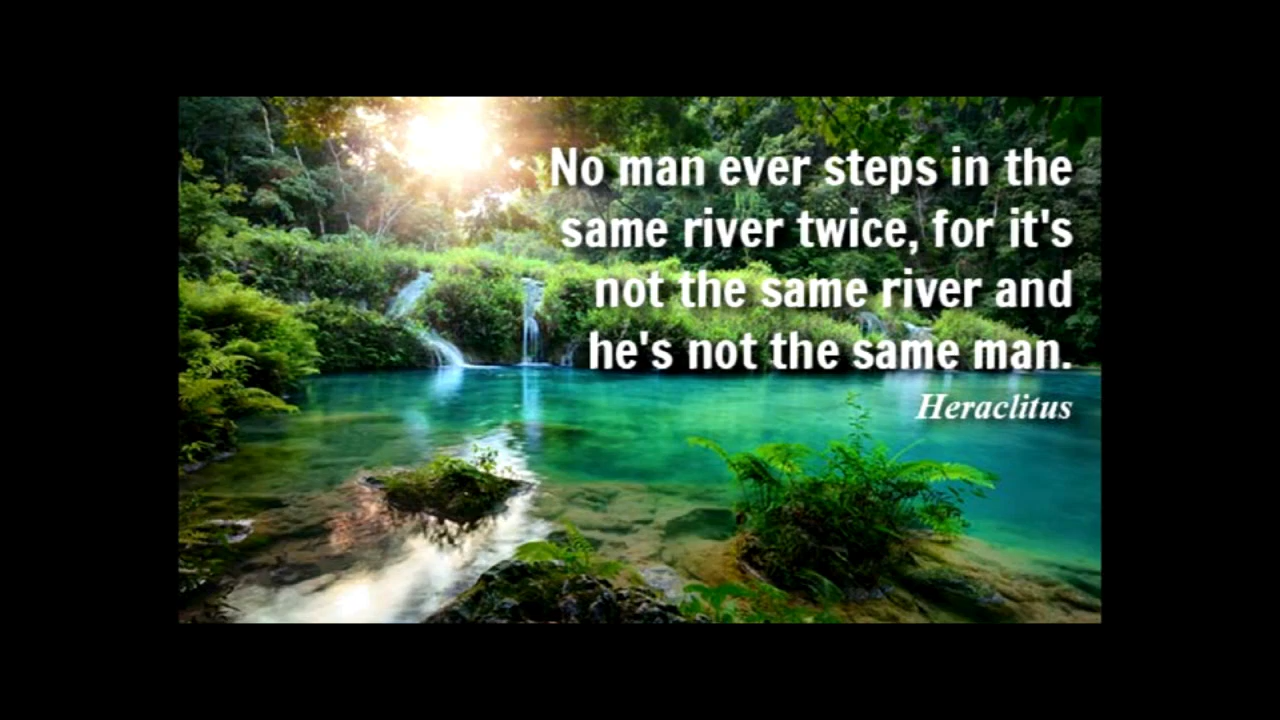 No man ever steps in the
same river twice, for it's
not the same river and
he's not the same man.
Heraclitus